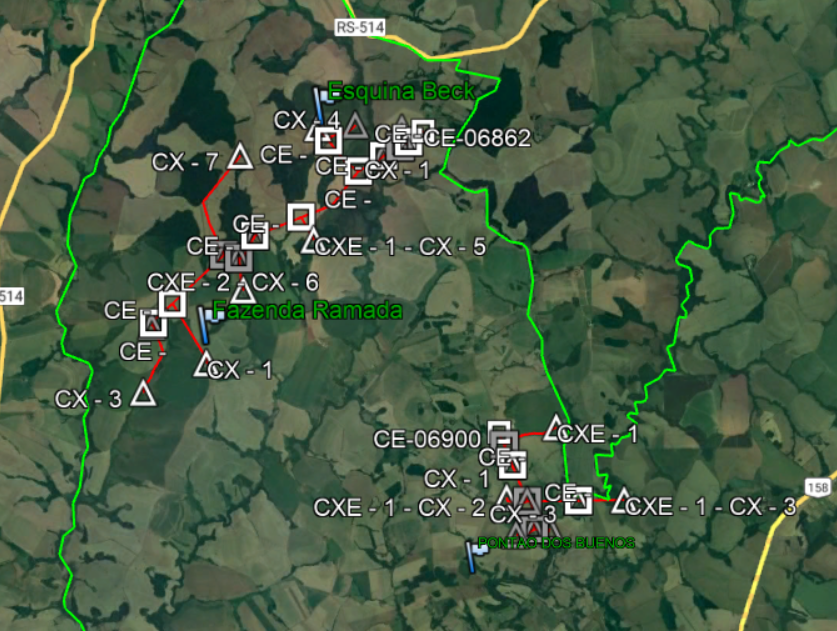 RS-514
Esquina Beck
CX - 4
CE -
CE-06862
CX - 7
CE -
CE -
CX - 1
CE -
CE -
CE -
CXE - 1 - CX - 5
CXE - 2 - CX - 6
514
CE -
Fazenda Ramada
CE -
CX - 1
CX - 3
CE-06900
CXE - 1
CE -
CX - 1
158
CE -
CXE - 1 - CX - 2
CXE - 1 - CX - 3
CX - 3
PONTAO DOS BUENOS